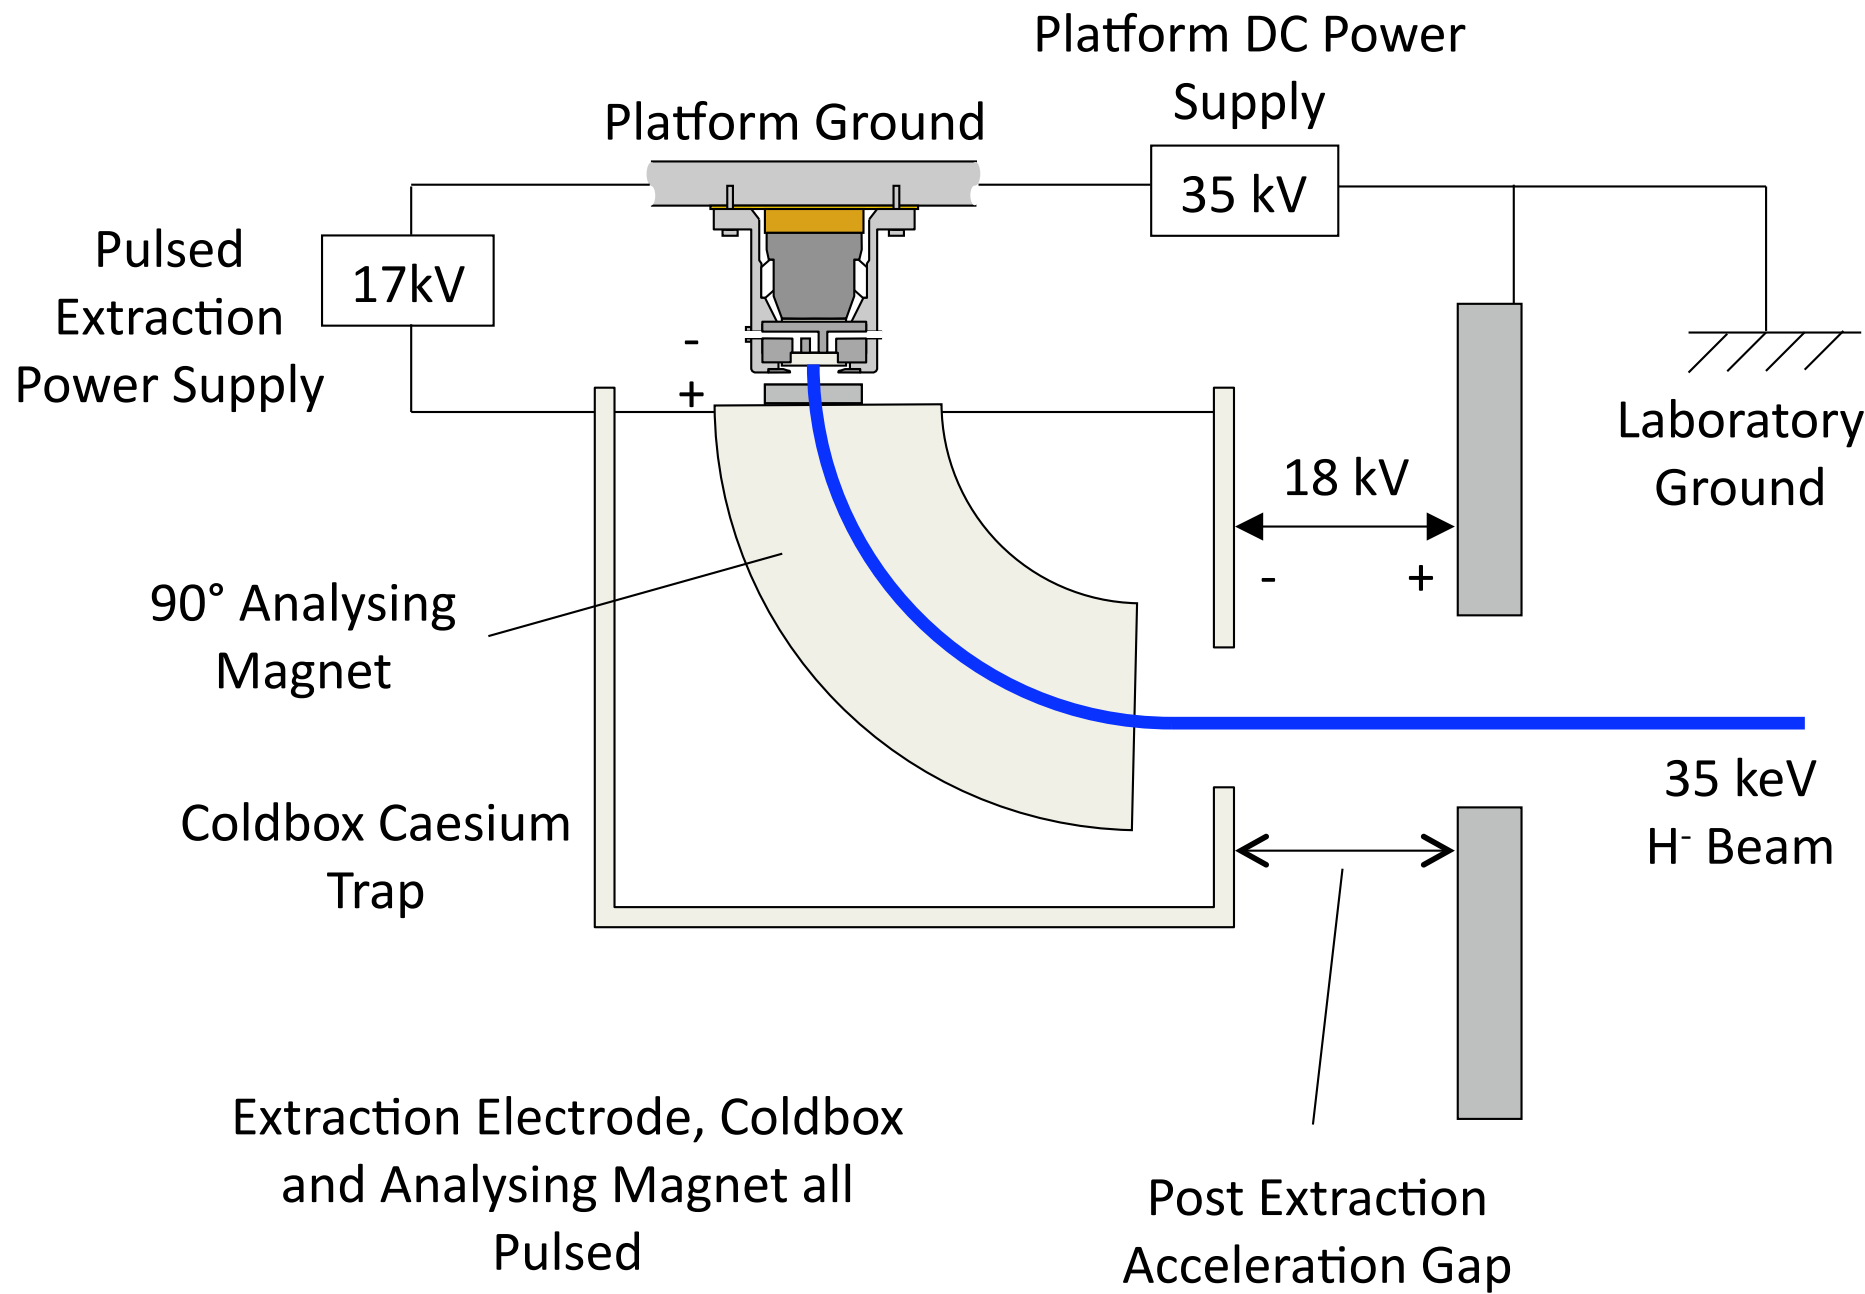 Platform DC Power
Supply
Platform Ground
35 kV
Pulsed
Extraction
Power Supply
17kV
-
+
Laboratory
Ground
18 kV
- +
90° Analysing
Magnet
35 keV
H- Beam
Coldbox Caesium
Trap
Extraction Electrode, Coldbox
and Analysing Magnet all
Pulsed
Post Extraction
Acceleration Gap